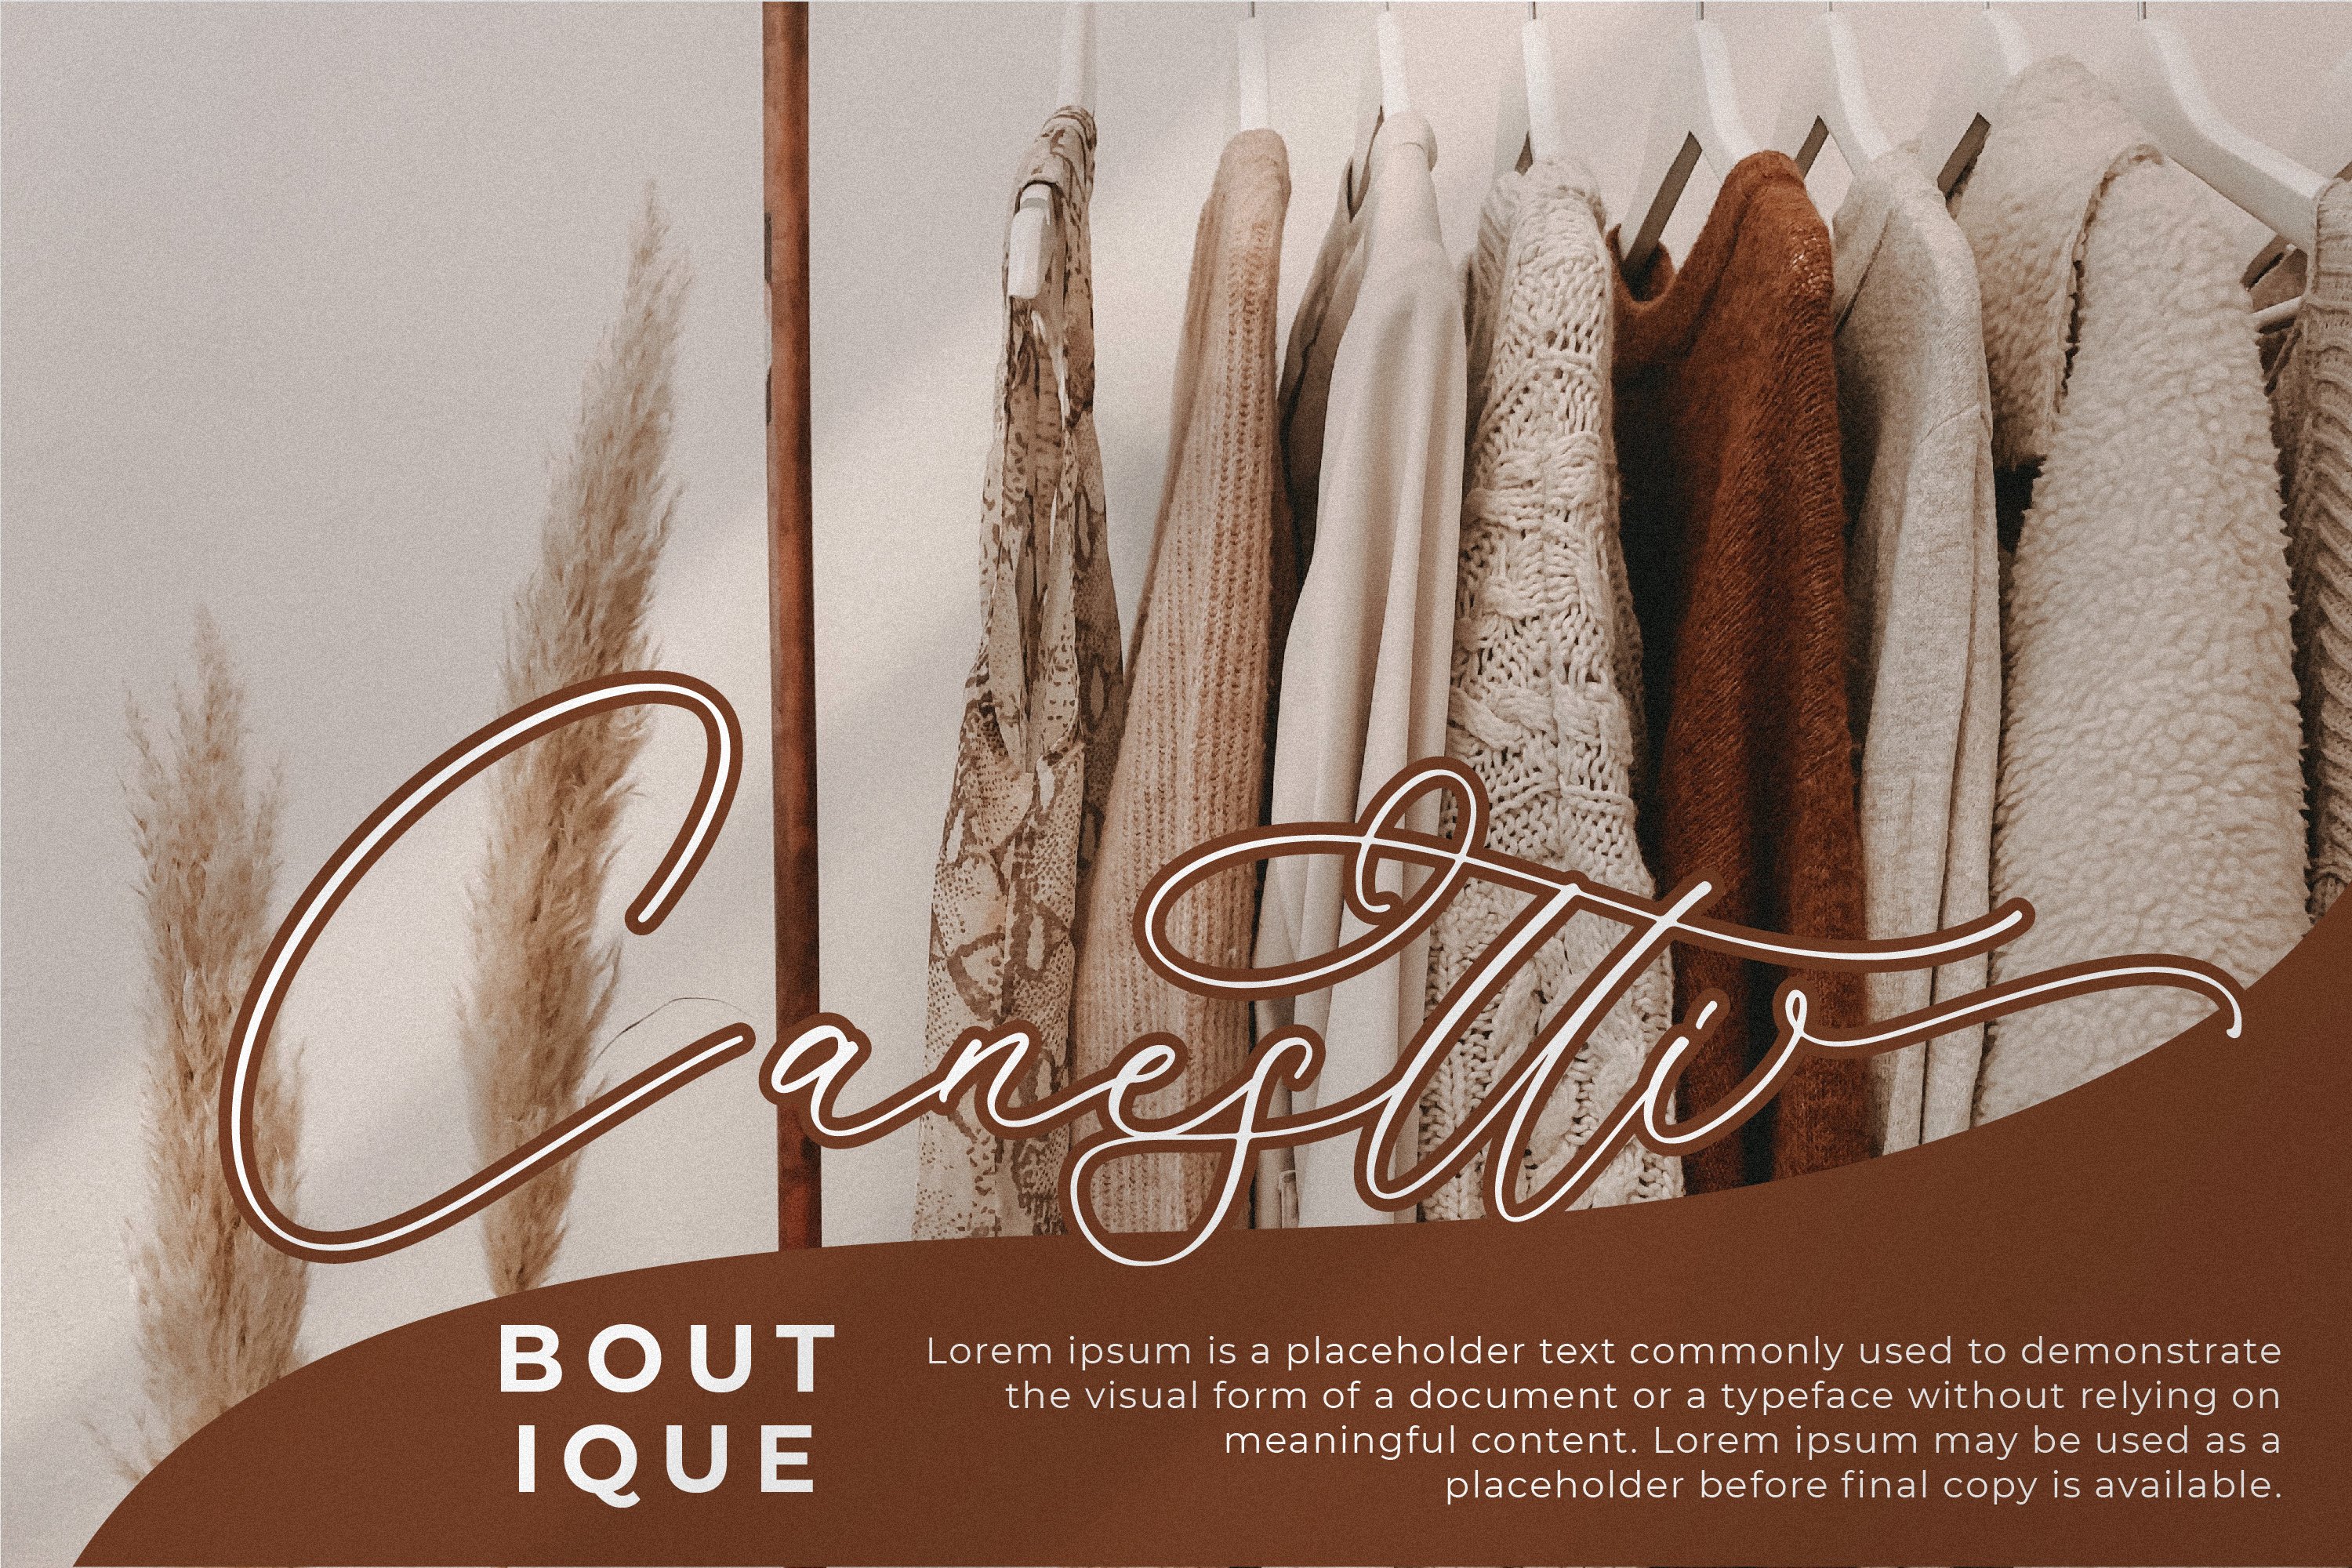 Canestti
BOUT
IQUE
Lorem ipsum is a placeholder text commonly used to demonstrate
the visual form of a document or a typeface without relying on
meaningful content. Lorem ipsum may be used as a
placeholder before final copy is available.